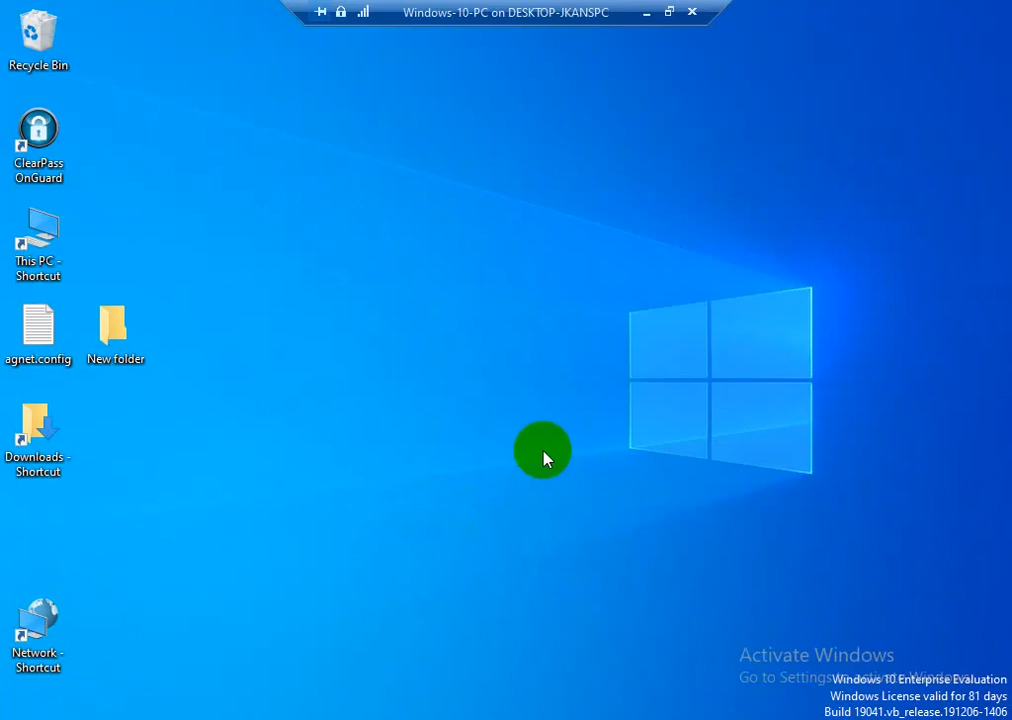 Windows-10-PC on DESKTOP-JKANSPC
Recycle Bin
ClearPass
OnGuard
This PC -
Shortcut
agnet.config
New folder
Downloads -
Shortcut
Network -
Shortcut
Activate Windows
Go to Settings to activate Windows.
Windows 10 Enterprise Evaluation
Windows License valid for 81 days
Build 19041.vb_release.191206-1406